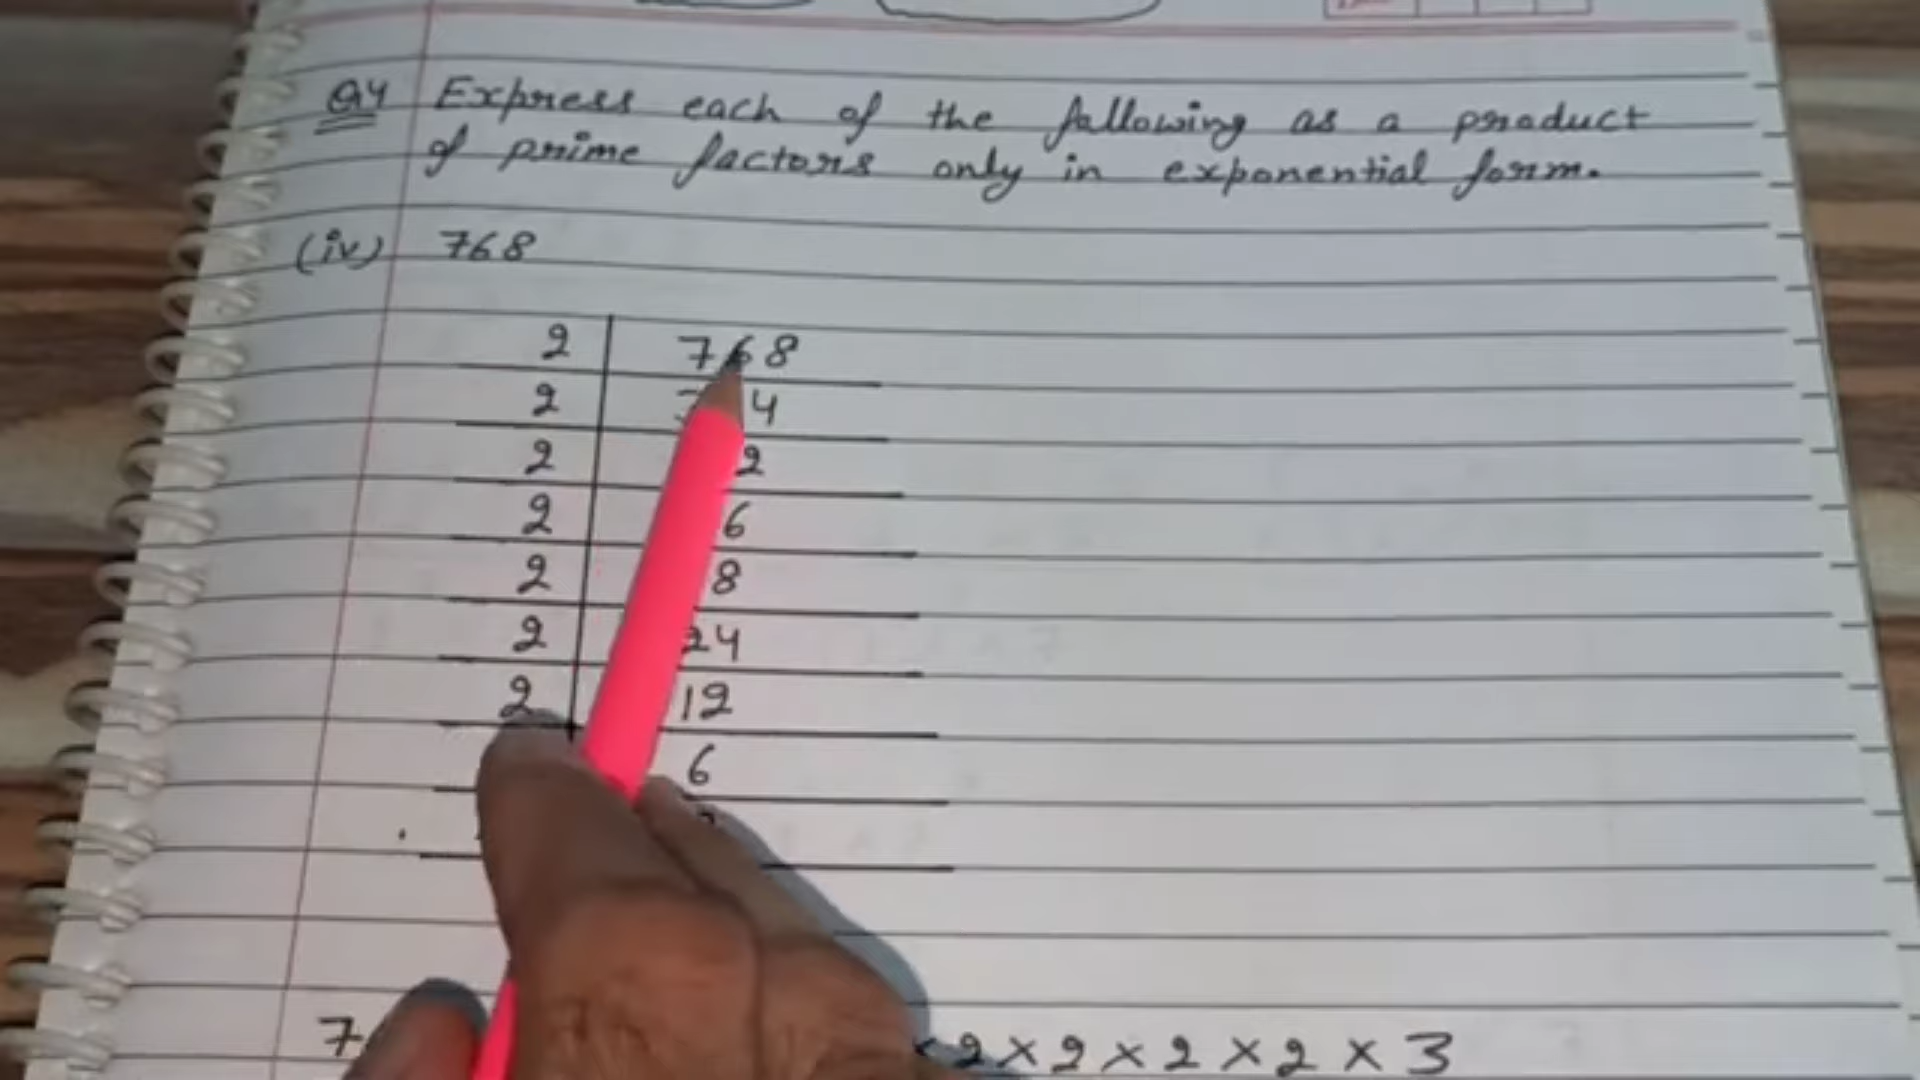 Q4 Express each of the following as a product
of prime factors only in exponential form.
(iv) 768
2 768
2 4
2 2
2 6
2 8
2 24
2 12
6
7 2 × 2 × 2 × 2 × 3